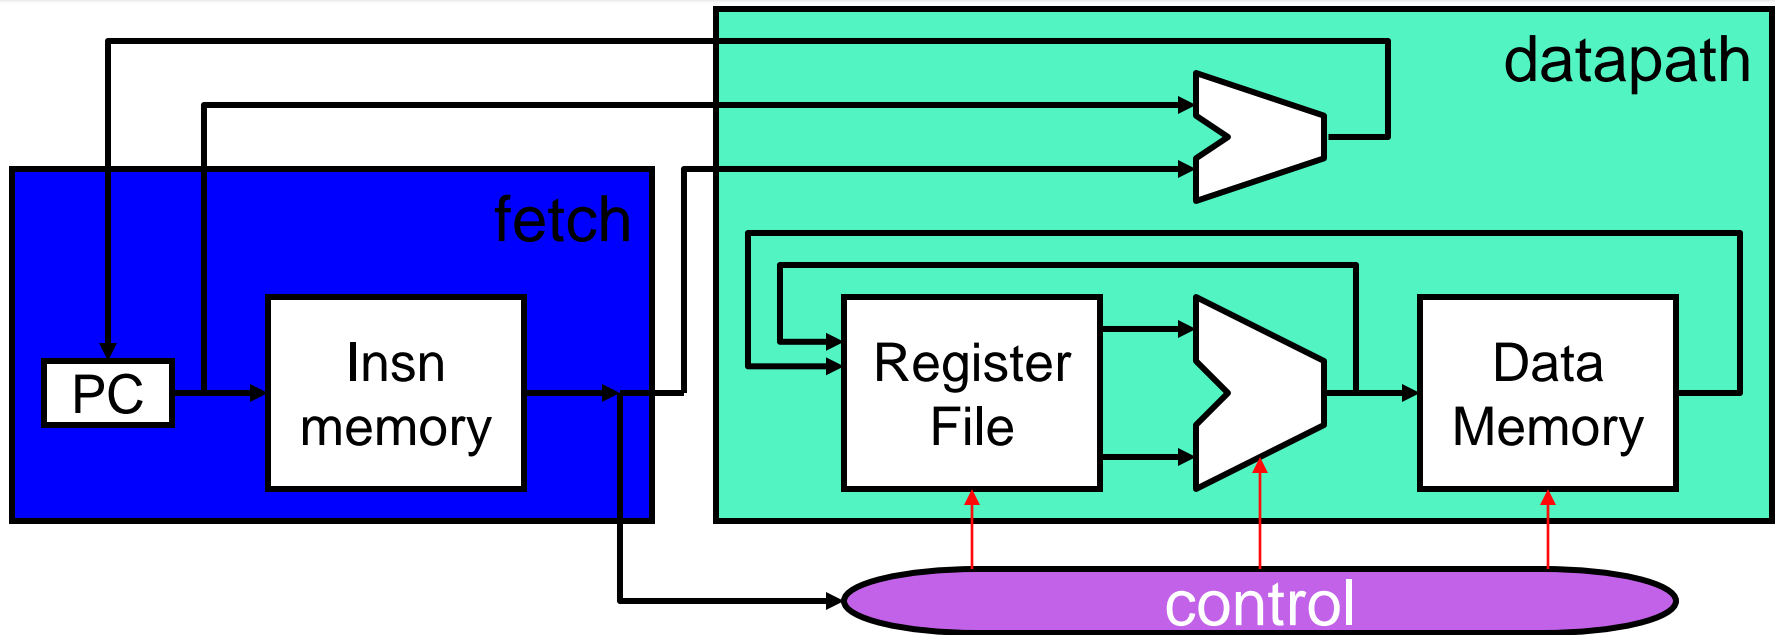 datapath
fetch
PC
Insn
memory
Register
File
Data
Memory
control